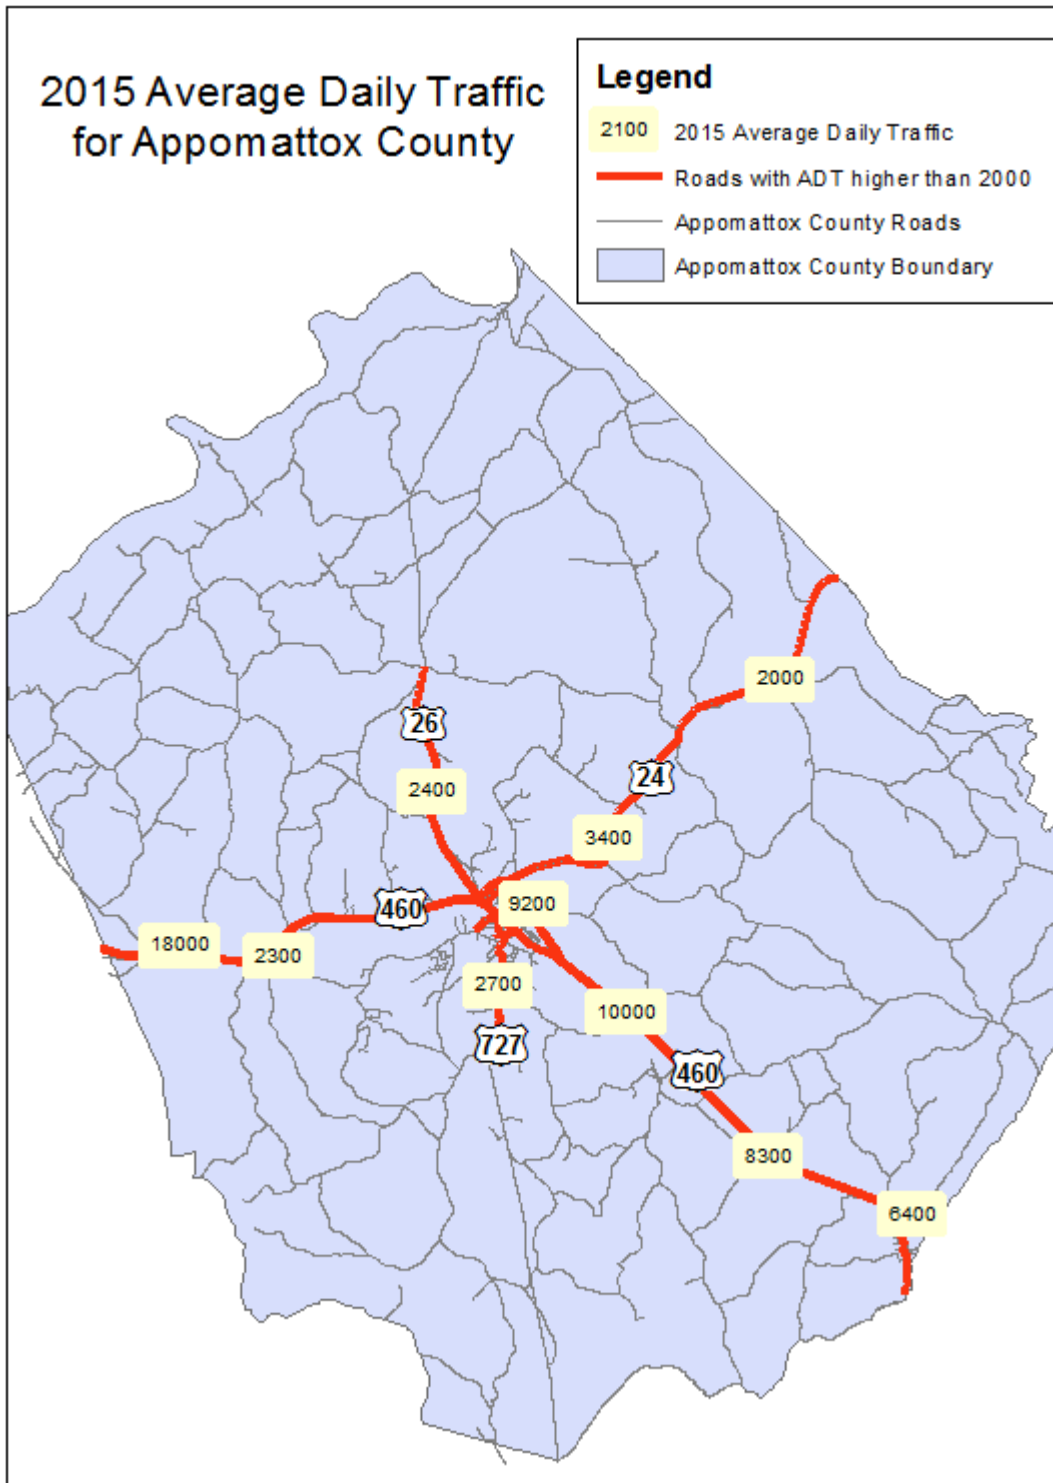 2015 Average Daily Traffic
for Appomattox County
Legend
2100 2015 Average Daily Traffic
Roads with ADT higher than 2000
Appomattox County Roads
Appomattox County Boundary
2000
26
24
2400
3400
460
9200
18000
2300
2700
10000
727
460
8300
6400